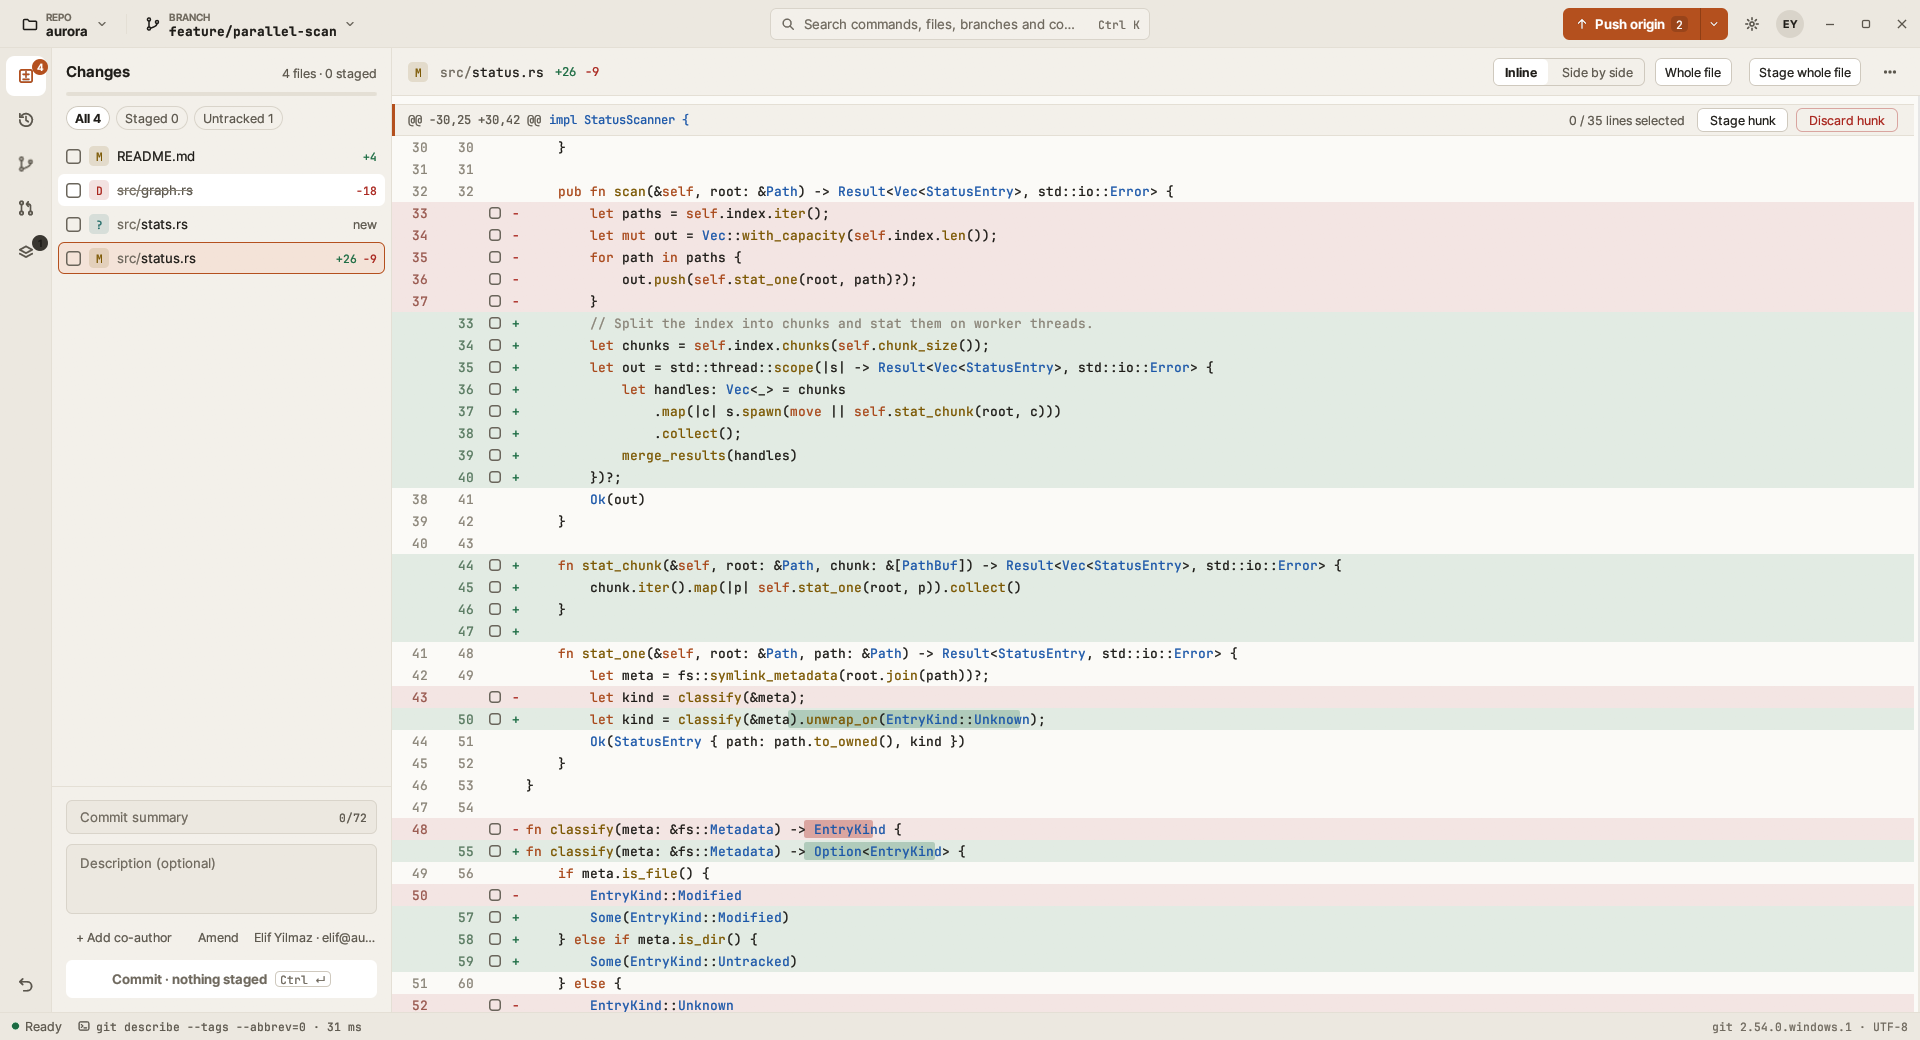 REPO
aurora
BRANCH
feature/parallel-scan
Search commands, files, branches and co...
Ctrl K
Push origin 2
EY
4
1
Changes
4 files · 0 staged
All 4
Staged 0
Untracked 1
M README.md +4
D src/graph.rs -18
? src/stats.rs new
M src/status.rs +26 -9
M src/status.rs +26 -9
Inline
Side by side
Whole file
Stage whole file
@@ -30,25 +30,42 @@ impl StatusScanner {
0 / 35 lines selected
Stage hunk
Discard hunk
30 30 }
31 31
32 32 pub fn scan(&self, root: &Path) -> Result<Vec<StatusEntry>, std::io::Error> {
33 - let paths = self.index.iter();
34 - let mut out = Vec::with_capacity(self.index.len());
35 - for path in paths {
36 - out.push(self.stat_one(root, path)?);
37 - }
33 + // Split the index into chunks and stat them on worker threads.
34 + let chunks = self.index.chunks(self.chunk_size());
35 + let out = std::thread::scope(|s| -> Result<Vec<StatusEntry>, std::io::Error> {
36 + let handles: Vec<_> = chunks
37 + .map(|c| s.spawn(move || self.stat_chunk(root, c)))
38 + .collect();
39 + merge_results(handles)
40 + })?;
38 41 Ok(out)
39 42 }
40 43
44 + fn stat_chunk(&self, root: &Path, chunk: &[PathBuf]) -> Result<Vec<StatusEntry>, std::io::Error> {
45 + chunk.iter().map(|p| self.stat_one(root, p)).collect()
46 + }
47 +
41 48 fn stat_one(&self, root: &Path, path: &Path) -> Result<StatusEntry, std::io::Error> {
42 49 let meta = fs::symlink_metadata(root.join(path))?;
43 - let kind = classify(&meta);
50 + let kind = classify(&meta).unwrap_or(EntryKind::Unknown);
44 51 Ok(StatusEntry { path: path.to_owned(), kind })
45 52 }
46 53 }
47 54
48 - fn classify(meta: &fs::Metadata) -> EntryKind {
55 + fn classify(meta: &fs::Metadata) -> Option<EntryKind> {
49 56 if meta.is_file() {
50 - EntryKind::Modified
57 + Some(EntryKind::Modified)
58 + } else if meta.is_dir() {
59 + Some(EntryKind::Untracked)
51 60 } else {
52 - EntryKind::Unknown
Commit summary 0/72
Description (optional)
+ Add co-author
Amend
Elif Yilmaz · elif@au...
Commit · nothing staged Ctrl ↵
Ready
git describe --tags --abbrev=0 · 31 ms
git 2.54.0.windows.1 · UTF-8